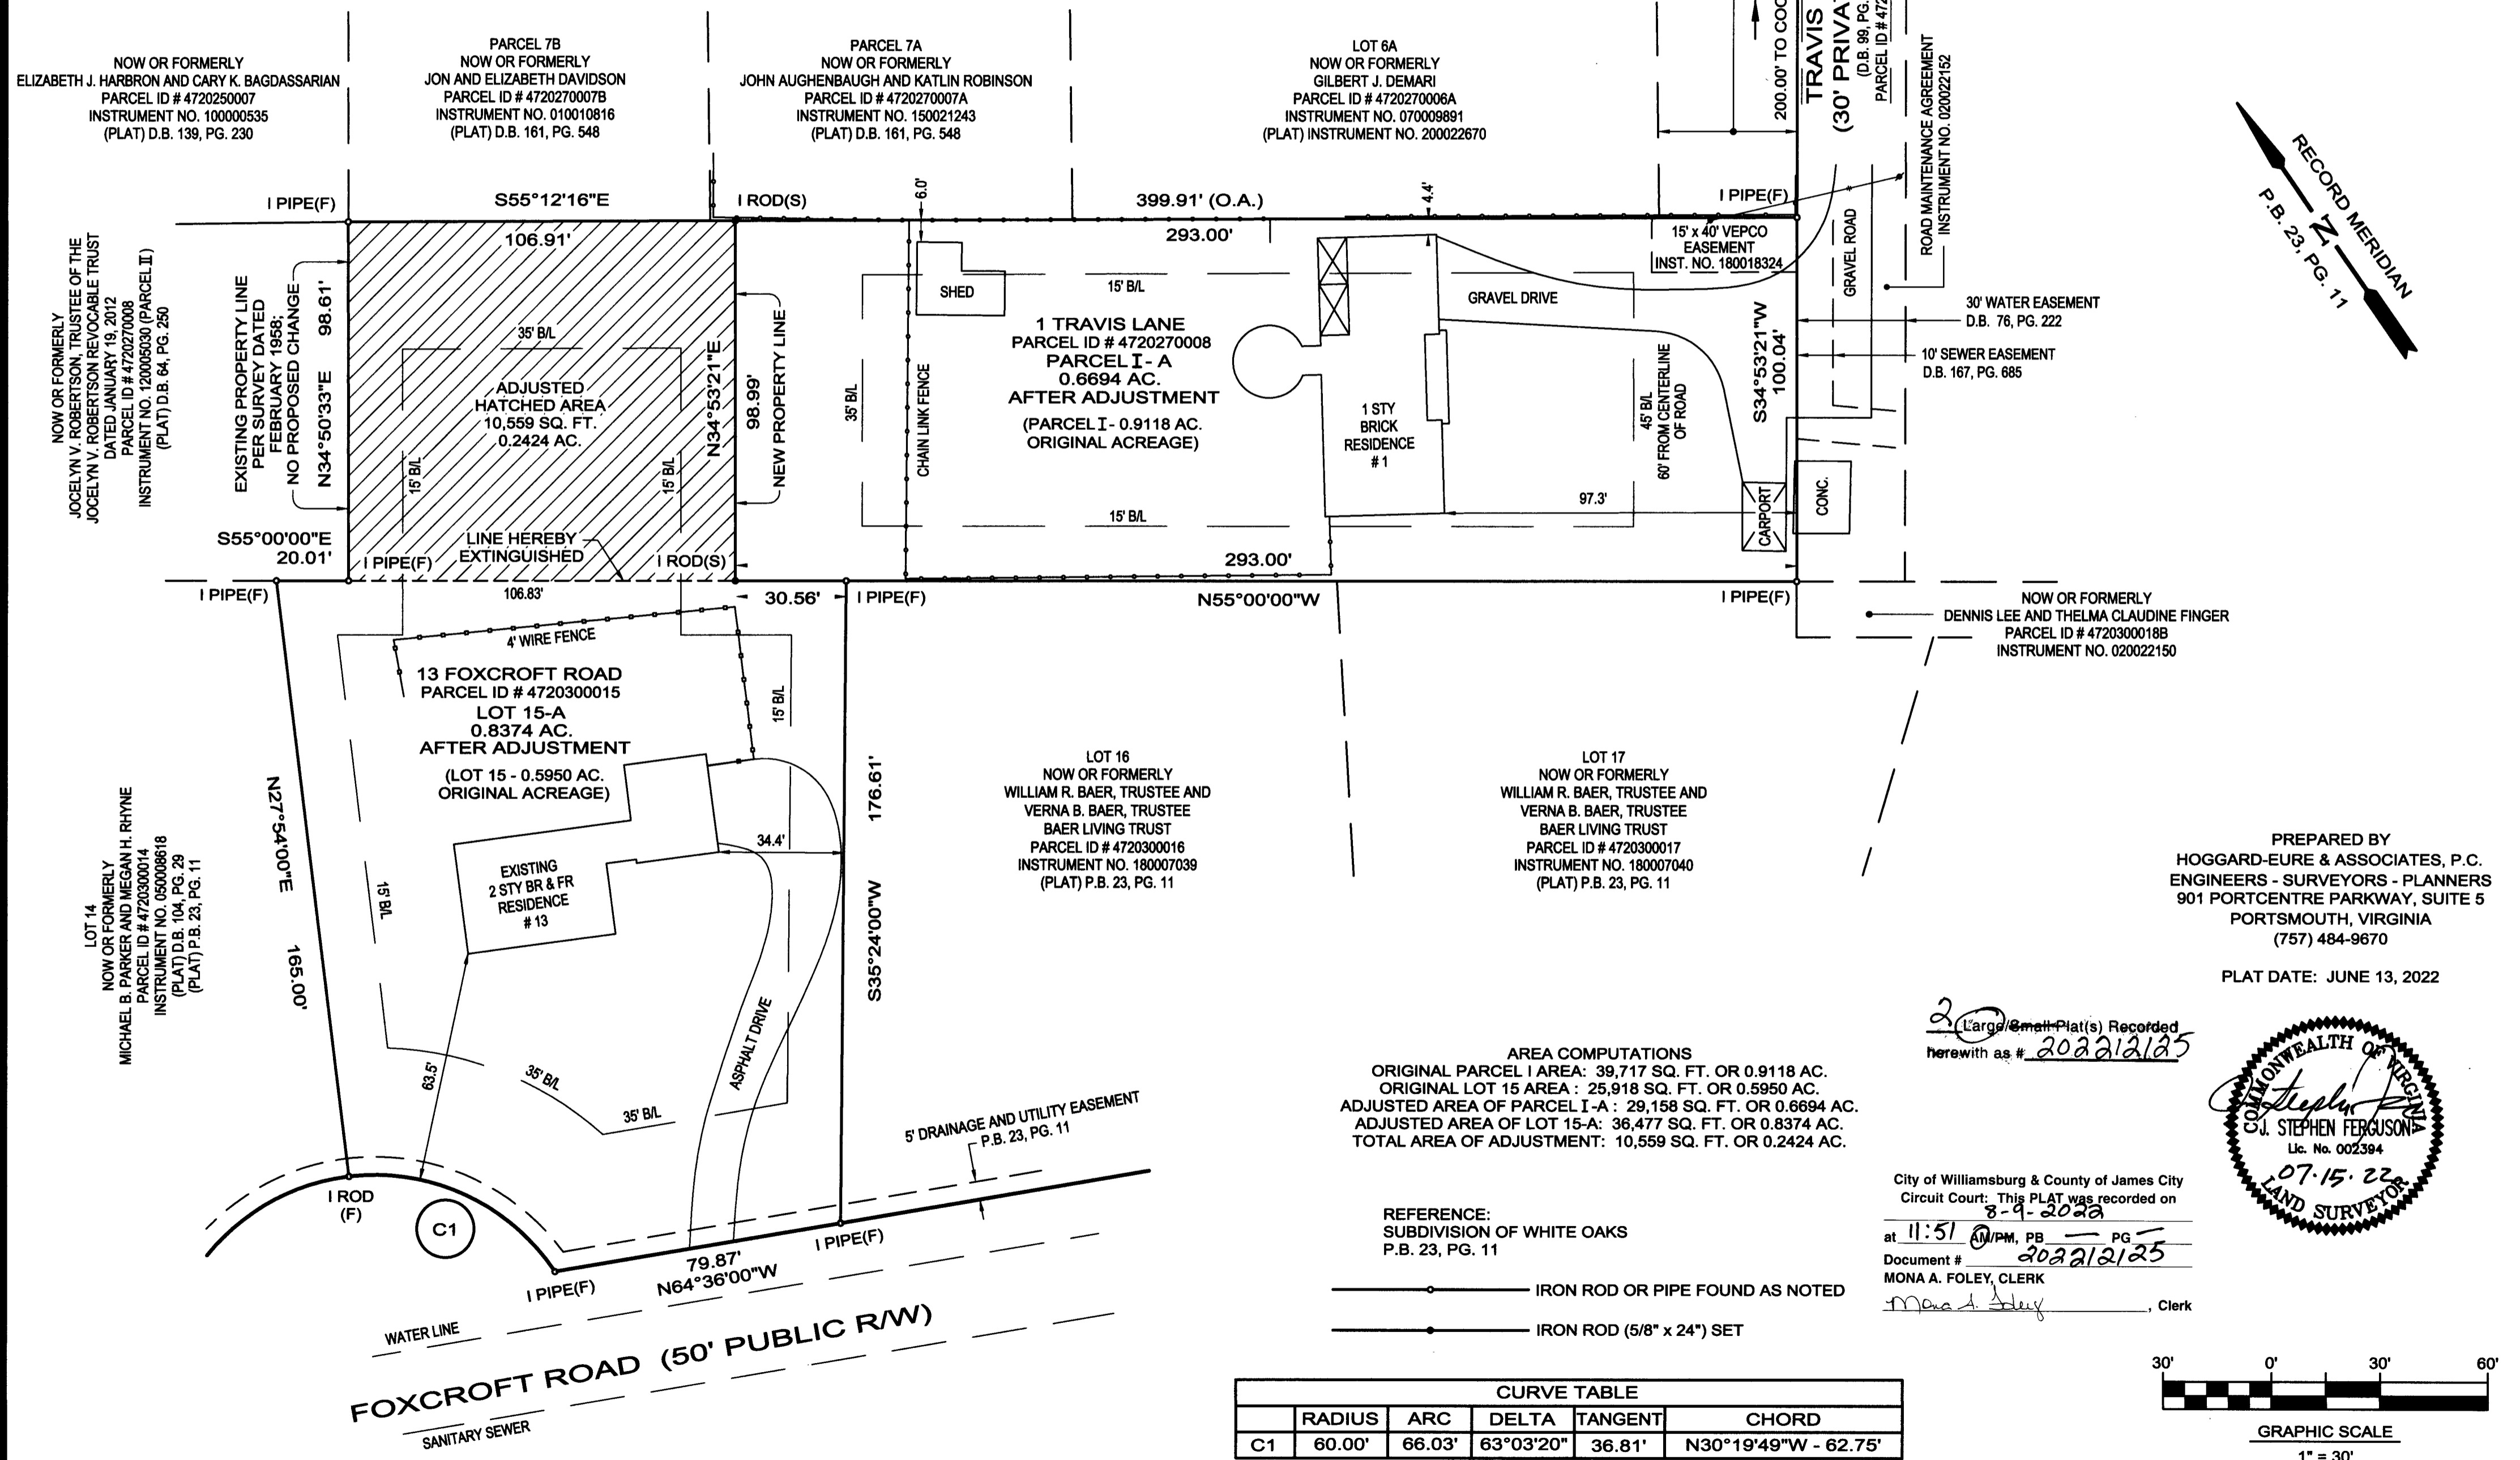 NOW OR FORMERLY
ELIZABETH J. HARBRON AND CARY K. BAGDASSARIAN
PARCEL ID # 4720250007
INSTRUMENT NO. 100000535
(PLAT) D.B. 139, PG. 230
PARCEL 7B
NOW OR FORMERLY
JON AND ELIZABETH DAVIDSON
PARCEL ID # 4720270007B
INSTRUMENT NO. 010010816
(PLAT) D.B. 161, PG. 548
PARCEL 7A
NOW OR FORMERLY
JOHN AUGHENBAUGH AND KATLIN ROBINSON
PARCEL ID # 4720270007A
INSTRUMENT NO. 150021243
(PLAT) D.B. 161, PG. 548
LOT 6A
NOW OR FORMERLY
GILBERT J. DEMARI
PARCEL ID # 4720270006A
INSTRUMENT NO. 070009891
(PLAT) INSTRUMENT NO. 200022670
200.00' TO COO
TRAVIS
(30' PRIVA
(D.B. 99, PG.
PARCEL ID # 472
ROAD MAINTENANCE AGREEMENT
INSTRUMENT NO. 020022152
RECORD MERIDIAN
N
P.B. 23, PG. 11
I PIPE(F)
S55°12'16"E
I ROD(S)
6.0'
399.91' (O.A.)
4.4'
I PIPE(F)
106.91'
293.00'
15' x 40' VEPCO
EASEMENT
INST. NO. 180018324
GRAVEL ROAD
NOW OR FORMERLY
JOCELYN V. ROBERTSON, TRUSTEE OF THE
JOCELYN V. ROBERTSON REVOCABLE TRUST
DATED JANUARY 19, 2012
PARCEL ID # 4720270008
INSTRUMENT NO. 120005030 (PARCEL II)
(PLAT) D.B. 64, PG. 250
EXISTING PROPERTY LINE
PER SURVEY DATED
FEBRUARY 1958;
NO PROPOSED CHANGE
N34°50'33"E 98.61'
35' B/L
15' B/L
15' B/L
ADJUSTED
HATCHED AREA
10,559 SQ. FT.
0.2424 AC.
N34°53'21"E
98.99'
NEW PROPERTY LINE
35' B/L
CHAIN LINK FENCE
SHED
15' B/L
1 TRAVIS LANE
PARCEL ID # 4720270008
PARCEL I - A
0.6694 AC.
AFTER ADJUSTMENT
(PARCEL I - 0.9118 AC.
ORIGINAL ACREAGE)
15' B/L
GRAVEL DRIVE
1 STY
BRICK
RESIDENCE
# 1
45' B/L
60' FROM CENTERLINE
OF ROAD
S34°53'21"W
100.04'
97.3'
CARPORT
CONC.
30' WATER EASEMENT
D.B. 76, PG. 222
10' SEWER EASEMENT
D.B. 167, PG. 685
S55°00'00"E
20.01'
I PIPE(F)
LINE HEREBY
EXTINGUISHED
I ROD(S)
293.00'
I PIPE(F)
106.83'
30.56'
I PIPE(F)
N55°00'00"W
I PIPE(F)
NOW OR FORMERLY
DENNIS LEE AND THELMA CLAUDINE FINGER
PARCEL ID # 4720300018B
INSTRUMENT NO. 020022150
4' WIRE FENCE
13 FOXCROFT ROAD
PARCEL ID # 4720300015
LOT 15-A
0.8374 AC.
AFTER ADJUSTMENT
(LOT 15 - 0.5950 AC.
ORIGINAL ACREAGE)
15' B/L
LOT 14
NOW OR FORMERLY
MICHAEL B. PARKER AND MEGAN H. RHYNE
PARCEL ID # 4720300014
INSTRUMENT NO. 050008618
(PLAT) D.B. 104, PG. 29
(PLAT) P.B. 23, PG. 11
N27°54'00"E 165.00'
15' B/L
EXISTING
2 STY BR & FR
RESIDENCE
# 13
34.4'
176.61'
S35°24'00"W
LOT 16
NOW OR FORMERLY
WILLIAM R. BAER, TRUSTEE AND
VERNA B. BAER, TRUSTEE
BAER LIVING TRUST
PARCEL ID # 4720300016
INSTRUMENT NO. 180007039
(PLAT) P.B. 23, PG. 11
LOT 17
NOW OR FORMERLY
WILLIAM R. BAER, TRUSTEE AND
VERNA B. BAER, TRUSTEE
BAER LIVING TRUST
PARCEL ID # 4720300017
INSTRUMENT NO. 180007040
(PLAT) P.B. 23, PG. 11
PREPARED BY
HOGGARD-EURE & ASSOCIATES, P.C.
ENGINEERS - SURVEYORS - PLANNERS
901 PORTCENTRE PARKWAY, SUITE 5
PORTSMOUTH, VIRGINIA
(757) 484-9670
PLAT DATE: JUNE 13, 2022
63.5'
35' B/L
35' B/L
ASPHALT DRIVE
5' DRAINAGE AND UTILITY EASEMENT
P.B. 23, PG. 11
AREA COMPUTATIONS
ORIGINAL PARCEL I AREA: 39,717 SQ. FT. OR 0.9118 AC.
ORIGINAL LOT 15 AREA : 25,918 SQ. FT. OR 0.5950 AC.
ADJUSTED AREA OF PARCEL I - A : 29,158 SQ. FT. OR 0.6694 AC.
ADJUSTED AREA OF LOT 15-A: 36,477 SQ. FT. OR 0.8374 AC.
TOTAL AREA OF ADJUSTMENT: 10,559 SQ. FT. OR 0.2424 AC.
2 Large/Small Plat(s) Recorded
herewith as # 202212125
COMMONWEALTH OF VIRGINIA
J. STEPHEN FERGUSON
Lic. No. 002394
07.15.22
LAND SURVEYOR
City of Williamsburg & County of James City
Circuit Court: This PLAT was recorded on
8-9-2022
at 11:51 AM/PM, PB — PG —
Document # 202212125
MONA A. FOLEY, CLERK
Mona A. Foley, Clerk
I ROD
(F)
C1
I PIPE(F)
79.87'
N64°36'00"W
I PIPE(F)
REFERENCE:
SUBDIVISION OF WHITE OAKS
P.B. 23, PG. 11
IRON ROD OR PIPE FOUND AS NOTED
IRON ROD (5/8" x 24") SET
WATER LINE
FOXCROFT ROAD (50' PUBLIC R/W)
SANITARY SEWER
CURVE TABLE
RADIUS ARC DELTA TANGENT CHORD
C1 60.00' 66.03' 63°03'20" 36.81' N30°19'49"W - 62.75'
30' 0' 30' 60'
GRAPHIC SCALE
1" = 30'